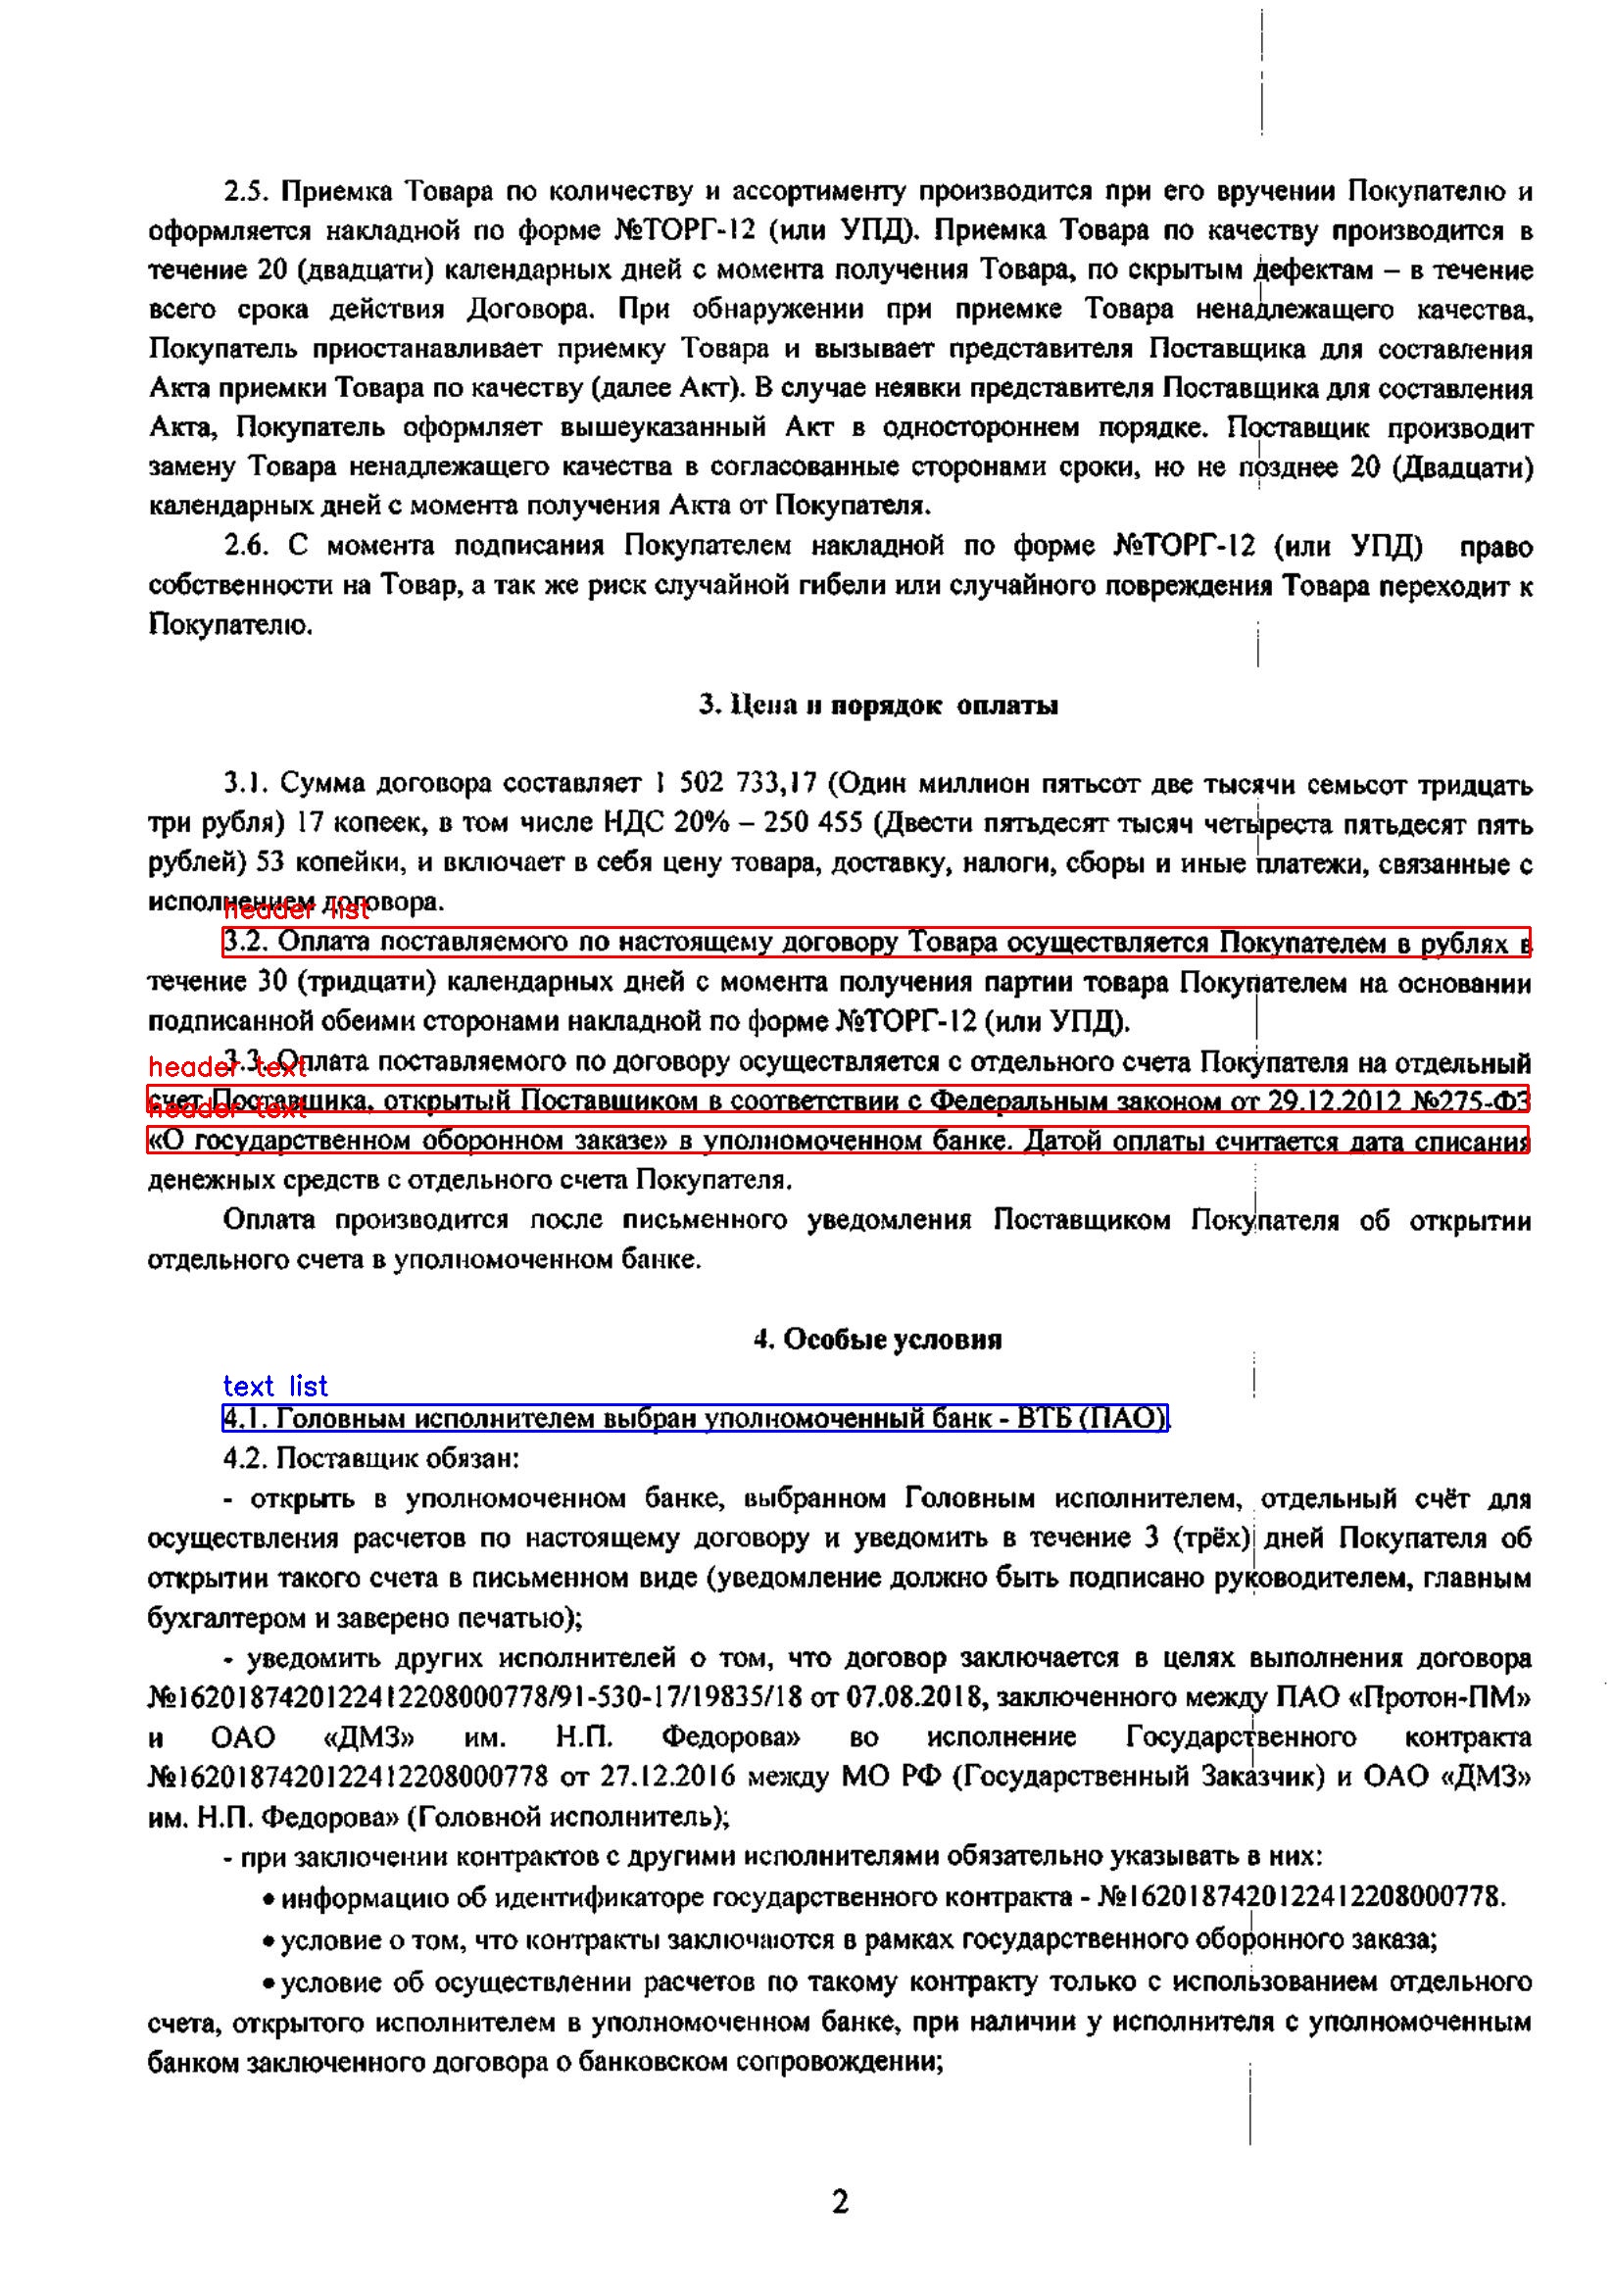 2.5. Приемка Товара по количеству и ассортименту производится при его вручении Покупателю и
оформляется накладной по форме №ТОРГ-12 (или УПД). Приемка Товара по качеству производится в
течение 20 (двадцати) календарных дней с момента получения Товара, по скрытым дефектам – в течение
всего срока действия Договора. При обнаружении при приемке Товара ненадлежащего качества,
Покупатель приостанавливает приемку Товара и вызывает представителя Поставщика для составления
Акта приемки Товара по качеству (далее Акт). В случае неявки представителя Поставщика для составления
Акта, Покупатель оформляет вышеуказанный Акт в одностороннем порядке. Поставщик производит
замену Товара ненадлежащего качества в согласованные сторонами сроки, но не позднее 20 (Двадцати)
календарных дней с момента получения Акта от Покупателя.
2.6. С момента подписания Покупателем накладной по форме №ТОРГ-12 (или УПД) право
собственности на Товар, а так же риск случайной гибели или случайного повреждения Товара переходит к
Покупателю.
3. Цена и порядок оплаты
3.1. Сумма договора составляет 1 502 733,17 (Один миллион пятьсот две тысячи семьсот тридцать
три рубля) 17 копеек, в том числе НДС 20% – 250 455 (Двести пятьдесят тысяч четыреста пятьдесят пять
рублей) 53 копейки, и включает в себя цену товара, доставку, налоги, сборы и иные платежи, связанные с
исполнением договора.
header list
3.2. Оплата поставляемого по настоящему договору Товара осуществляется Покупателем в рублях в
течение 30 (тридцати) календарных дней с момента получения партии товара Покупателем на основании
подписанной обеими сторонами накладной по форме №ТОРГ-12 (или УПД).
3.3. Оплата поставляемого по договору осуществляется с отдельного счета Покупателя на отдельный
header text
счет Поставщика, открытый Поставщиком в соответствии с Федеральным законом от 29.12.2012 №275-ФЗ
header text
«О государственном оборонном заказе» в уполномоченном банке. Датой оплаты считается дата списания
денежных средств с отдельного счета Покупателя.
Оплата производится после письменного уведомления Поставщиком Покупателя об открытии
отдельного счета в уполномоченном банке.
4. Особые условия
text list
4.1. Головным исполнителем выбран уполномоченный банк - ВТБ (ПАО).
4.2. Поставщик обязан:
- открыть в уполномоченном банке, выбранном Головным исполнителем, отдельный счёт для
осуществления расчетов по настоящему договору и уведомить в течение 3 (трёх) дней Покупателя об
открытии такого счета в письменном виде (уведомление должно быть подписано руководителем, главным
бухгалтером и заверено печатью);
- уведомить других исполнителей о том, что договор заключается в целях выполнения договора
№1620187420122412208000778/91-530-17/19835/18 от 07.08.2018, заключенного между ПАО «Протон-ПМ»
и ОАО «ДМЗ» им. Н.П. Федорова» во исполнение Государственного контракта
№1620187420122412208000778 от 27.12.2016 между МО РФ (Государственный Заказчик) и ОАО «ДМЗ»
им. Н.П. Федорова» (Головной исполнитель);
- при заключении контрактов с другими исполнителями обязательно указывать в них:
• информацию об идентификаторе государственного контракта - №1620187420122412208000778.
• условие о том, что контракты заключаются в рамках государственного оборонного заказа;
• условие об осуществлении расчетов по такому контракту только с использованием отдельного
счета, открытого исполнителем в уполномоченном банке, при наличии у исполнителя с уполномоченным
банком заключенного договора о банковском сопровождении;
2